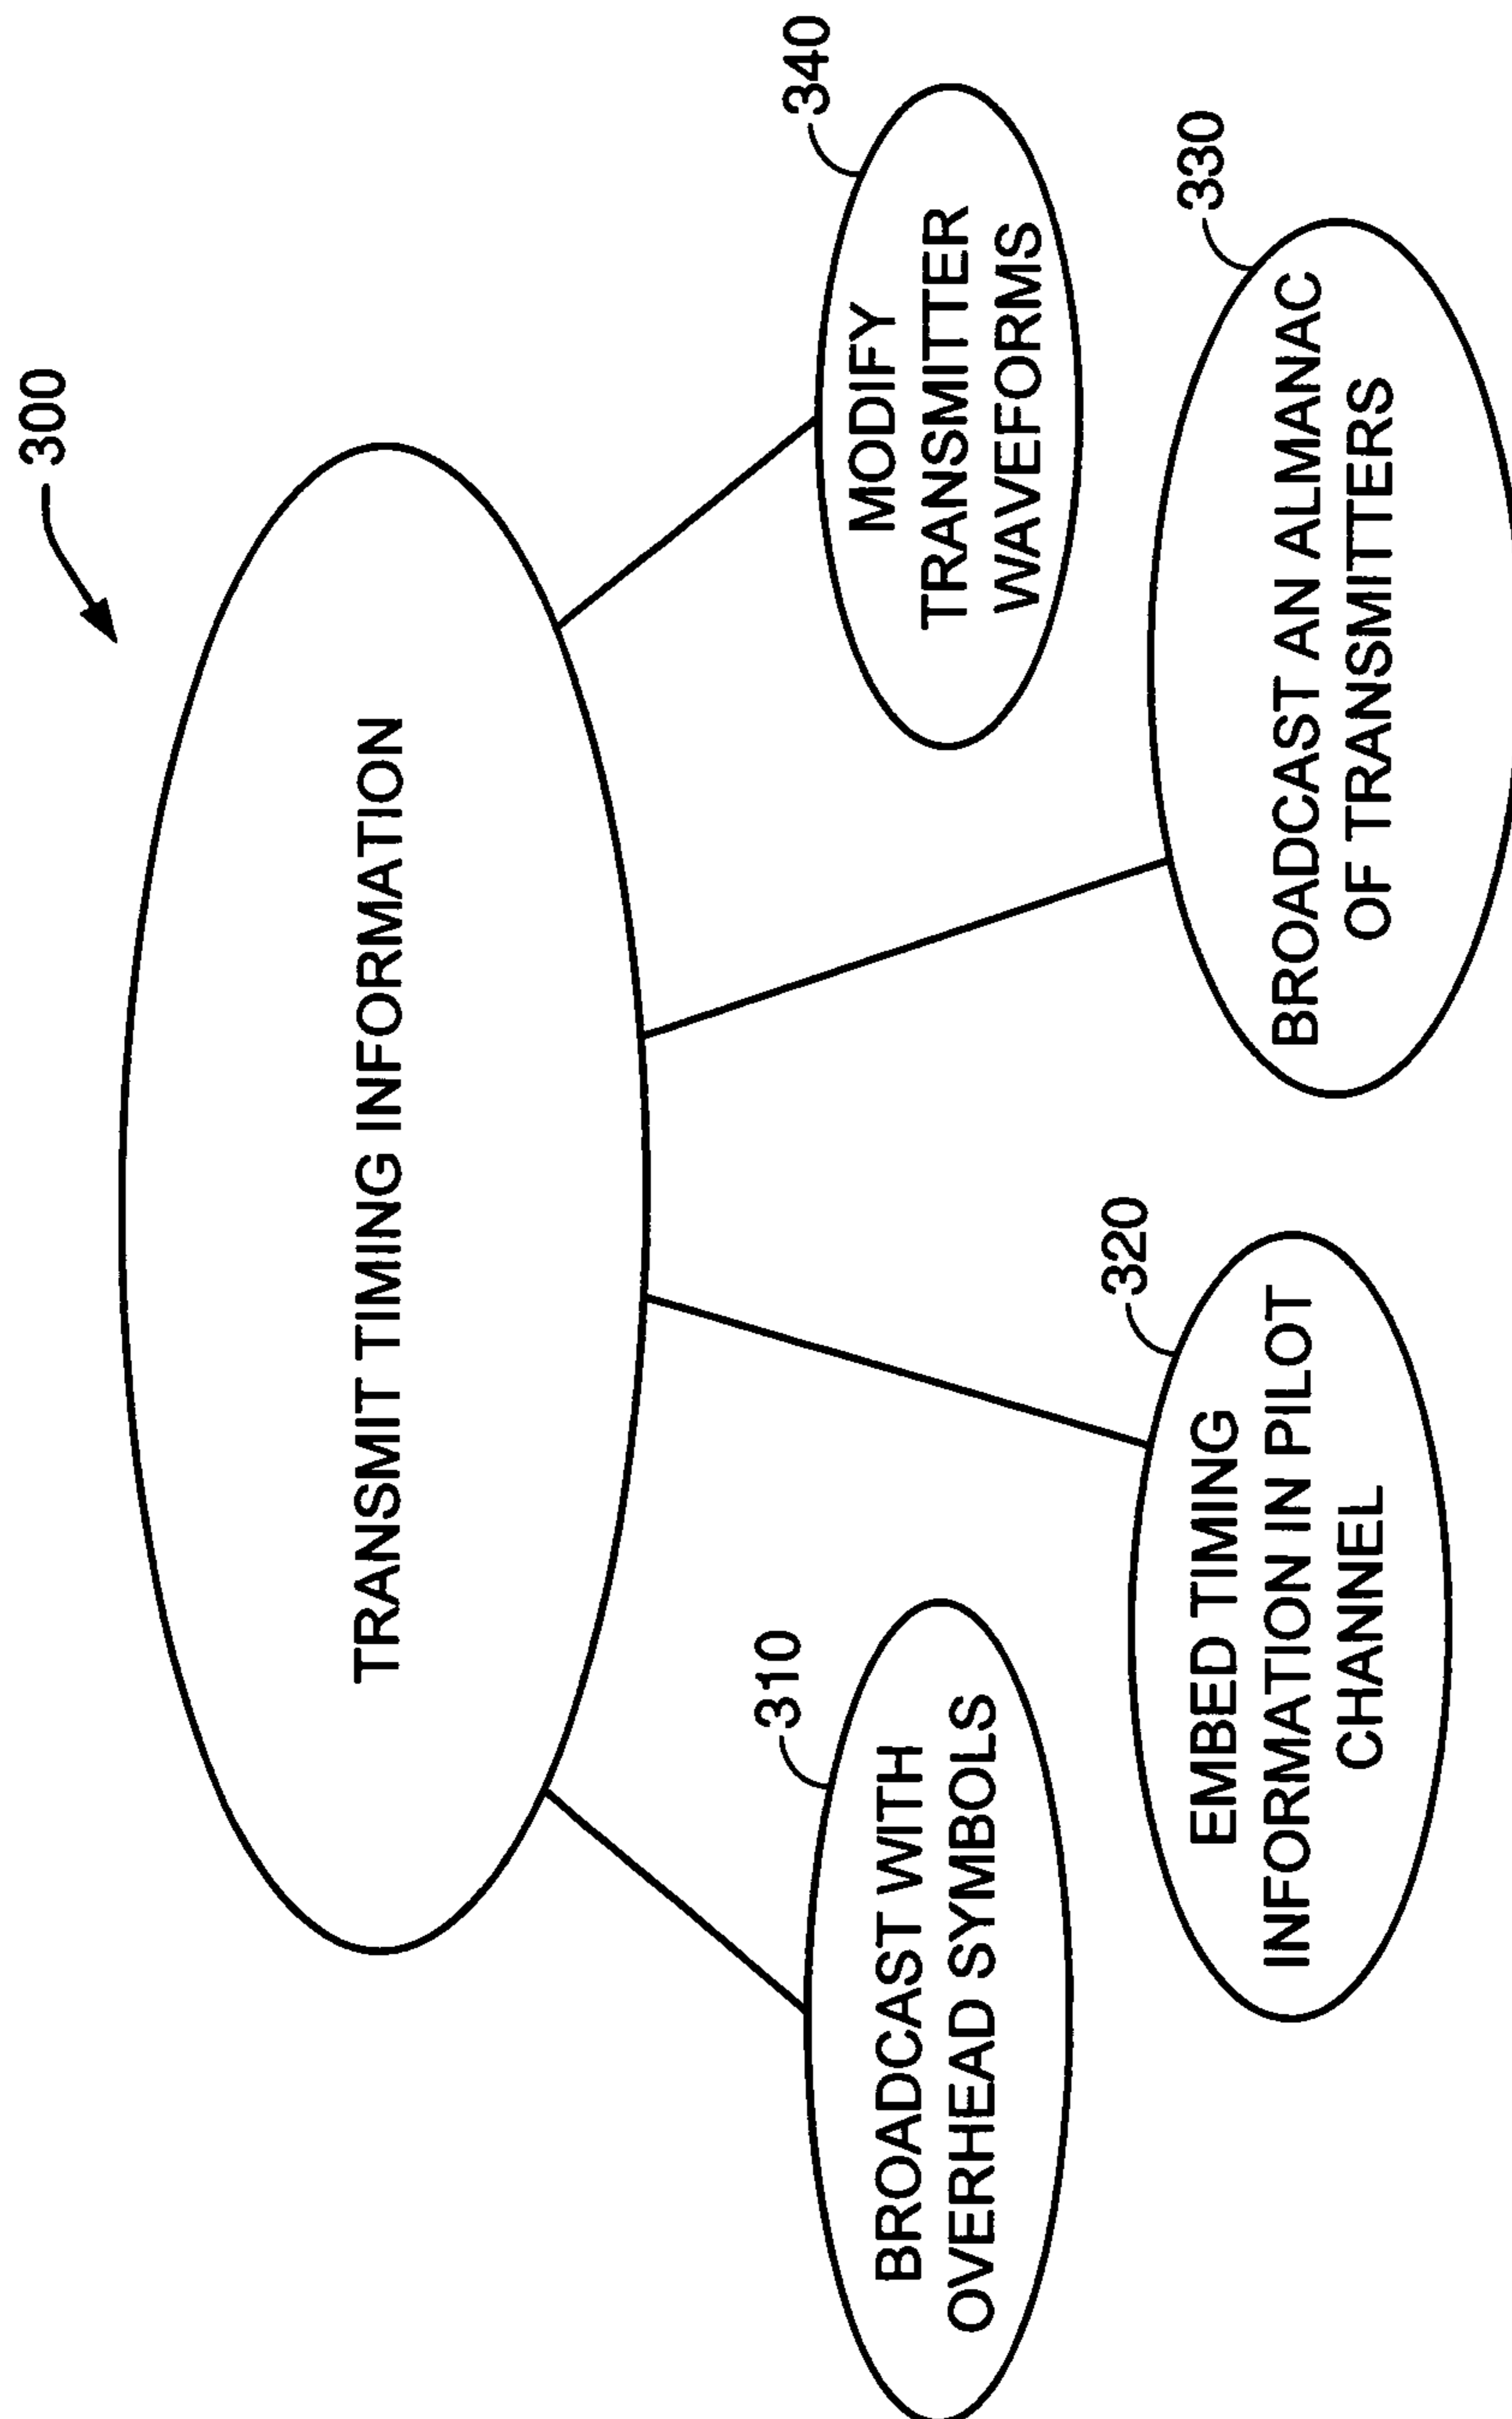 300
TRANSMIT TIMING INFORMATION
310
BROADCAST WITH
OVERHEAD SYMBOLS
320
EMBED TIMING
INFORMATION IN PILOT
CHANNEL
330
BROADCAST AN ALMANAC
OF TRANSMITTERS
340
MODIFY
TRANSMITTER
WAVEFORMS